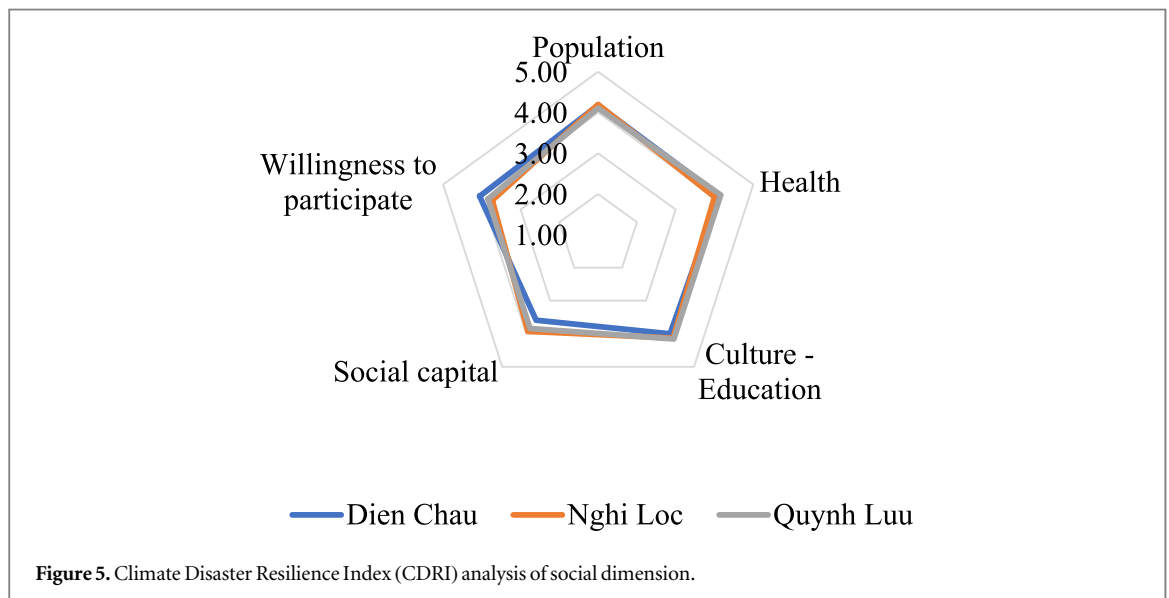 Population
5.00
4.00
3.00
2.00
1.00
Willingness to
participate
Health
Social capital
Culture -
Education
Dien Chau
Nghi Loc
Quynh Luu
Figure 5. Climate Disaster Resilience Index (CDRI) analysis of social dimension.